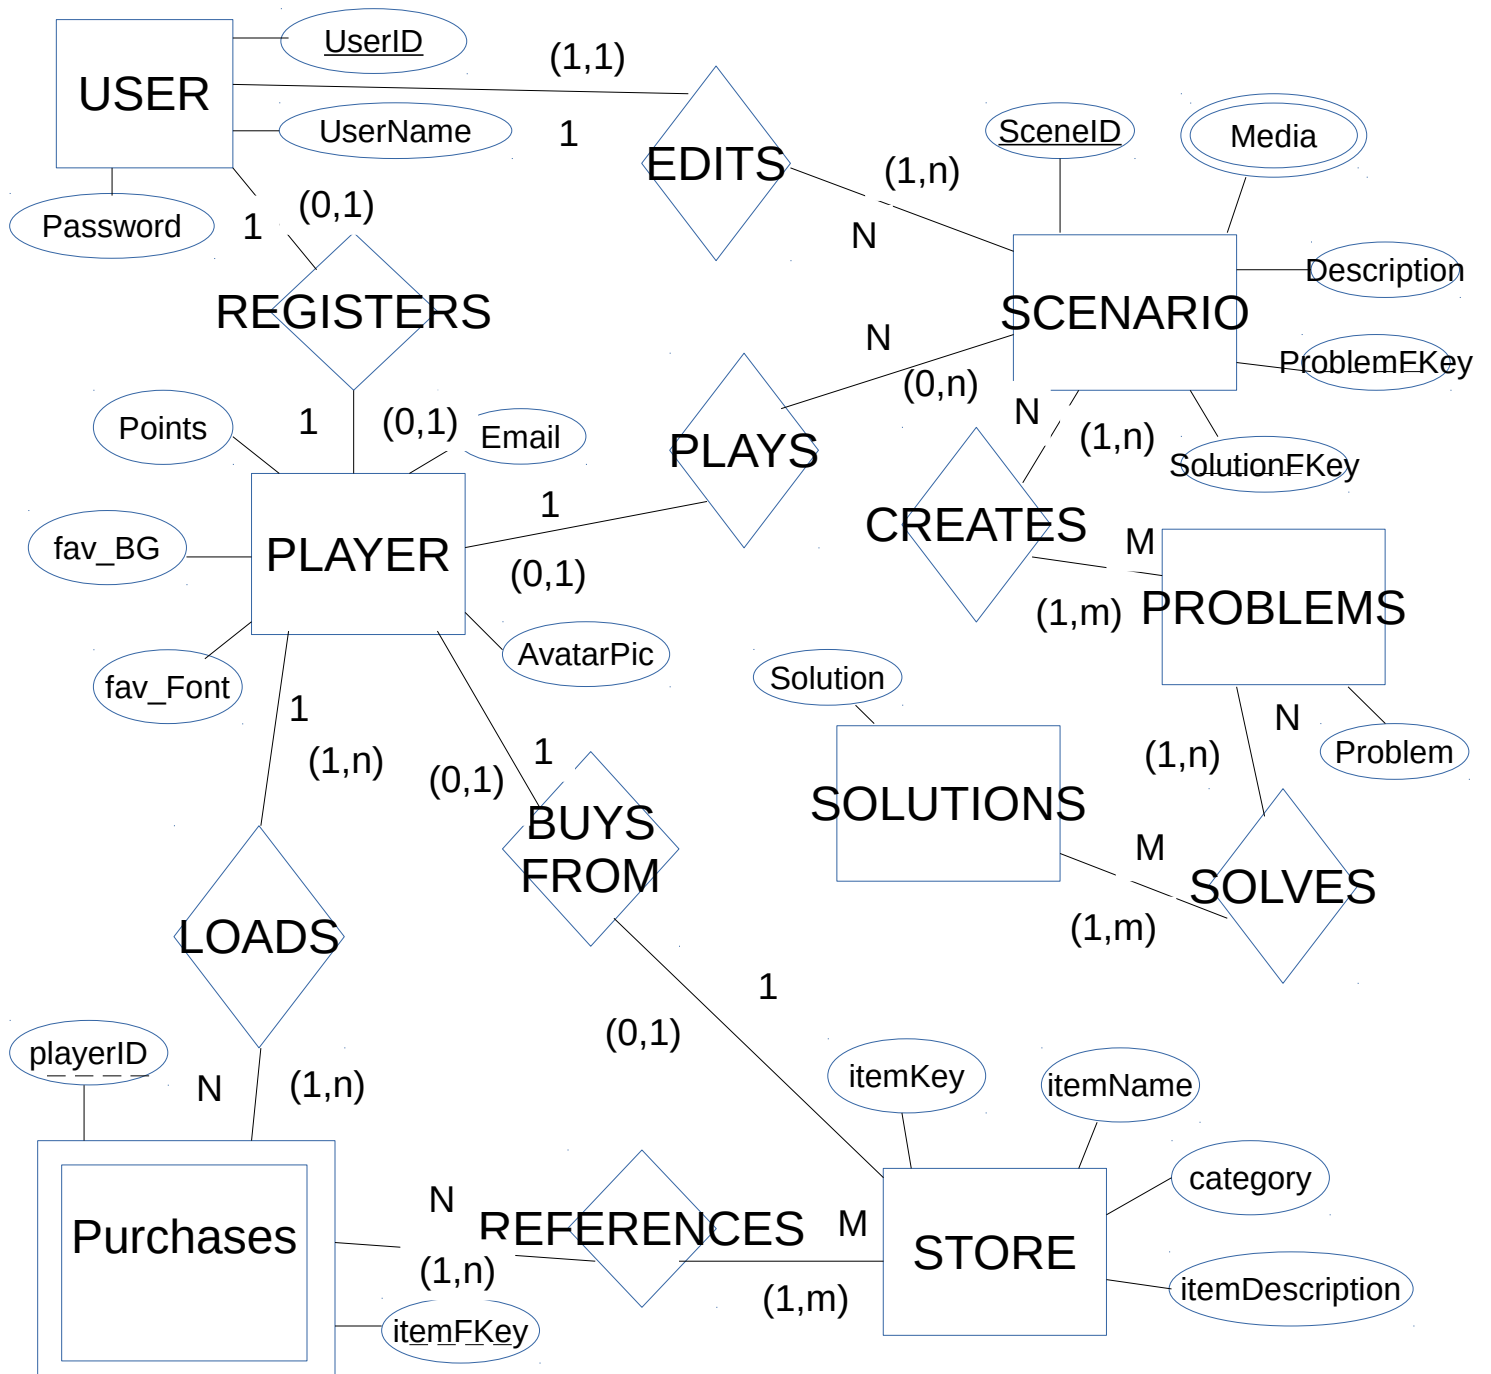 UserID
(1,1)
USER
UserName
1
SceneID
Media
EDITS
(1,n)
Password
1
(0,1)
N
Description
REGISTERS
SCENARIO
N
ProblemFKey
(0,n)
Points
1
(0,1)
Email
N
(1,n)
PLAYS
SolutionFKey
1
CREATES
M
fav_BG
PLAYER
(0,1)
(1,m)
PROBLEMS
AvatarPic
Solution
fav_Font
1
N
(1,n)
1
(0,1)
(1,n)
Problem
BUYS
FROM
SOLUTIONS
M
SOLVES
LOADS
(1,m)
1
(0,1)
playerID
N
(1,n)
itemKey
itemName
category
N
REFERENCES
M
Purchases
STORE
(1,n)
(1,m)
itemDescription
itemFKey